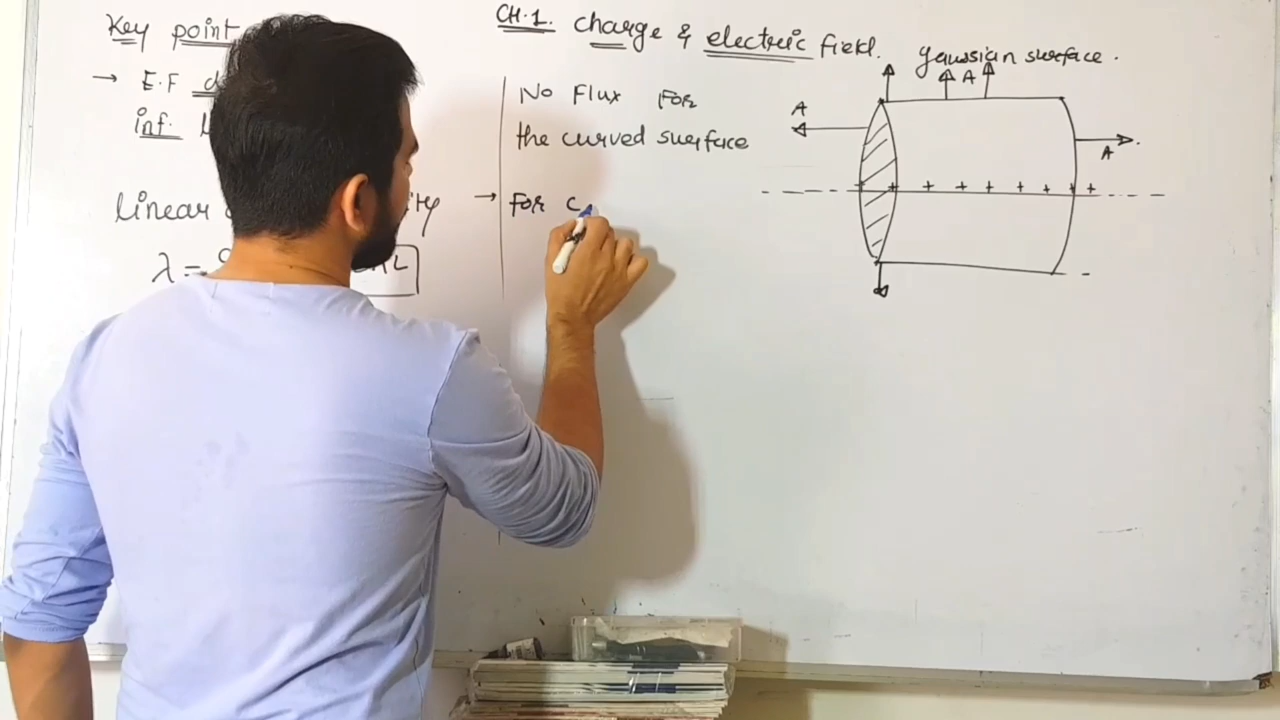 CH.1. charge & electric field.
Key point
→ E.F
inf.
linear
λ =
No Flux For
the curved surface
→ For c
Gaussian surface.
A
A
A
+ + + + + + + + +